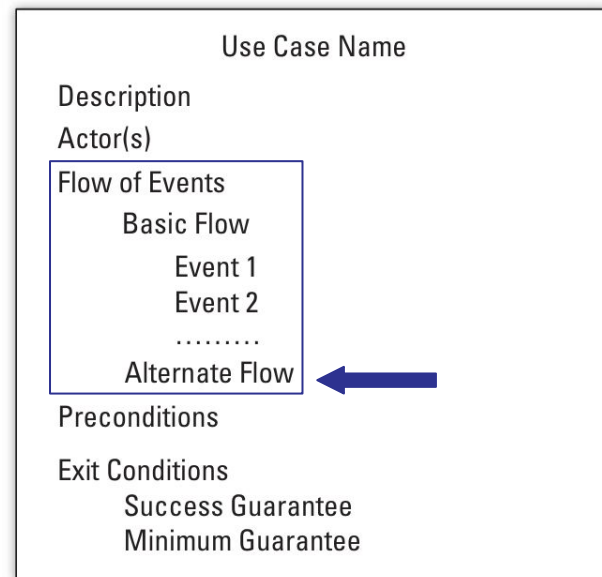 Use Case Name
Description
Actor(s)
Flow of Events
Basic Flow
Event 1
Event 2
.........
Alternate Flow
Preconditions
Exit Conditions
Success Guarantee
Minimum Guarantee